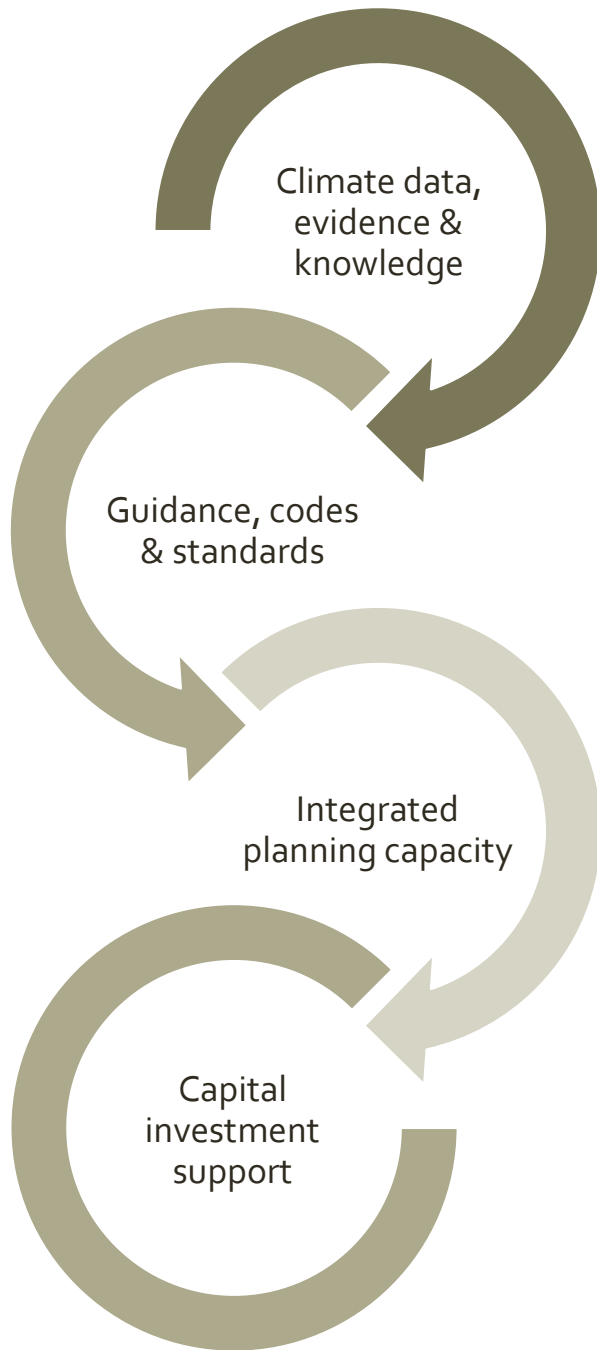 Climate data,
evidence &
knowledge
Guidance, codes
& standards
Integrated
planning capacity
Capital
investment
support